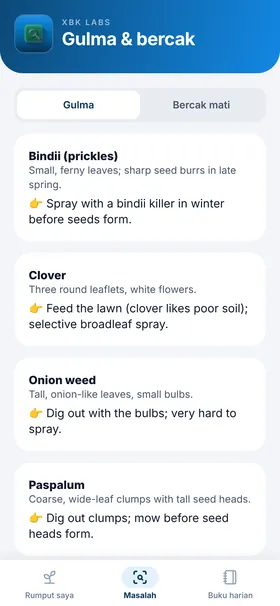 XBK LABS
Gulma & bercak
Gulma
Bercak mati
Bindii (prickles)
Small, ferny leaves; sharp seed burrs in late
spring.
👉 Spray with a bindii killer in winter
before seeds form.
Clover
Three round leaflets, white flowers.
👉 Feed the lawn (clover likes poor soil);
selective broadleaf spray.
Onion weed
Tall, onion-like leaves, small bulbs.
👉 Dig out with the bulbs; very hard to
spray.
Paspalum
Coarse, wide-leaf clumps with tall seed heads.
👉 Dig out clumps; mow before seed
heads form.
Rumput saya
Masalah
Buku harian